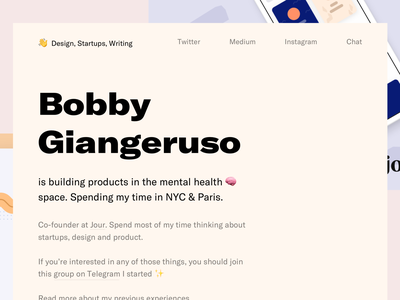 👋 Design, Startups, Writing Twitter Medium Instagram Chat
Bobby
Giangeruso
is building products in the mental health 🧠
space. Spending my time in NYC & Paris.
Co-founder at Jour. Spend most of my time thinking about
startups, design and product.
If you're interested in any of those things, you should join
this group on Telegram I started ✨
Read more about my previous experiences
jo